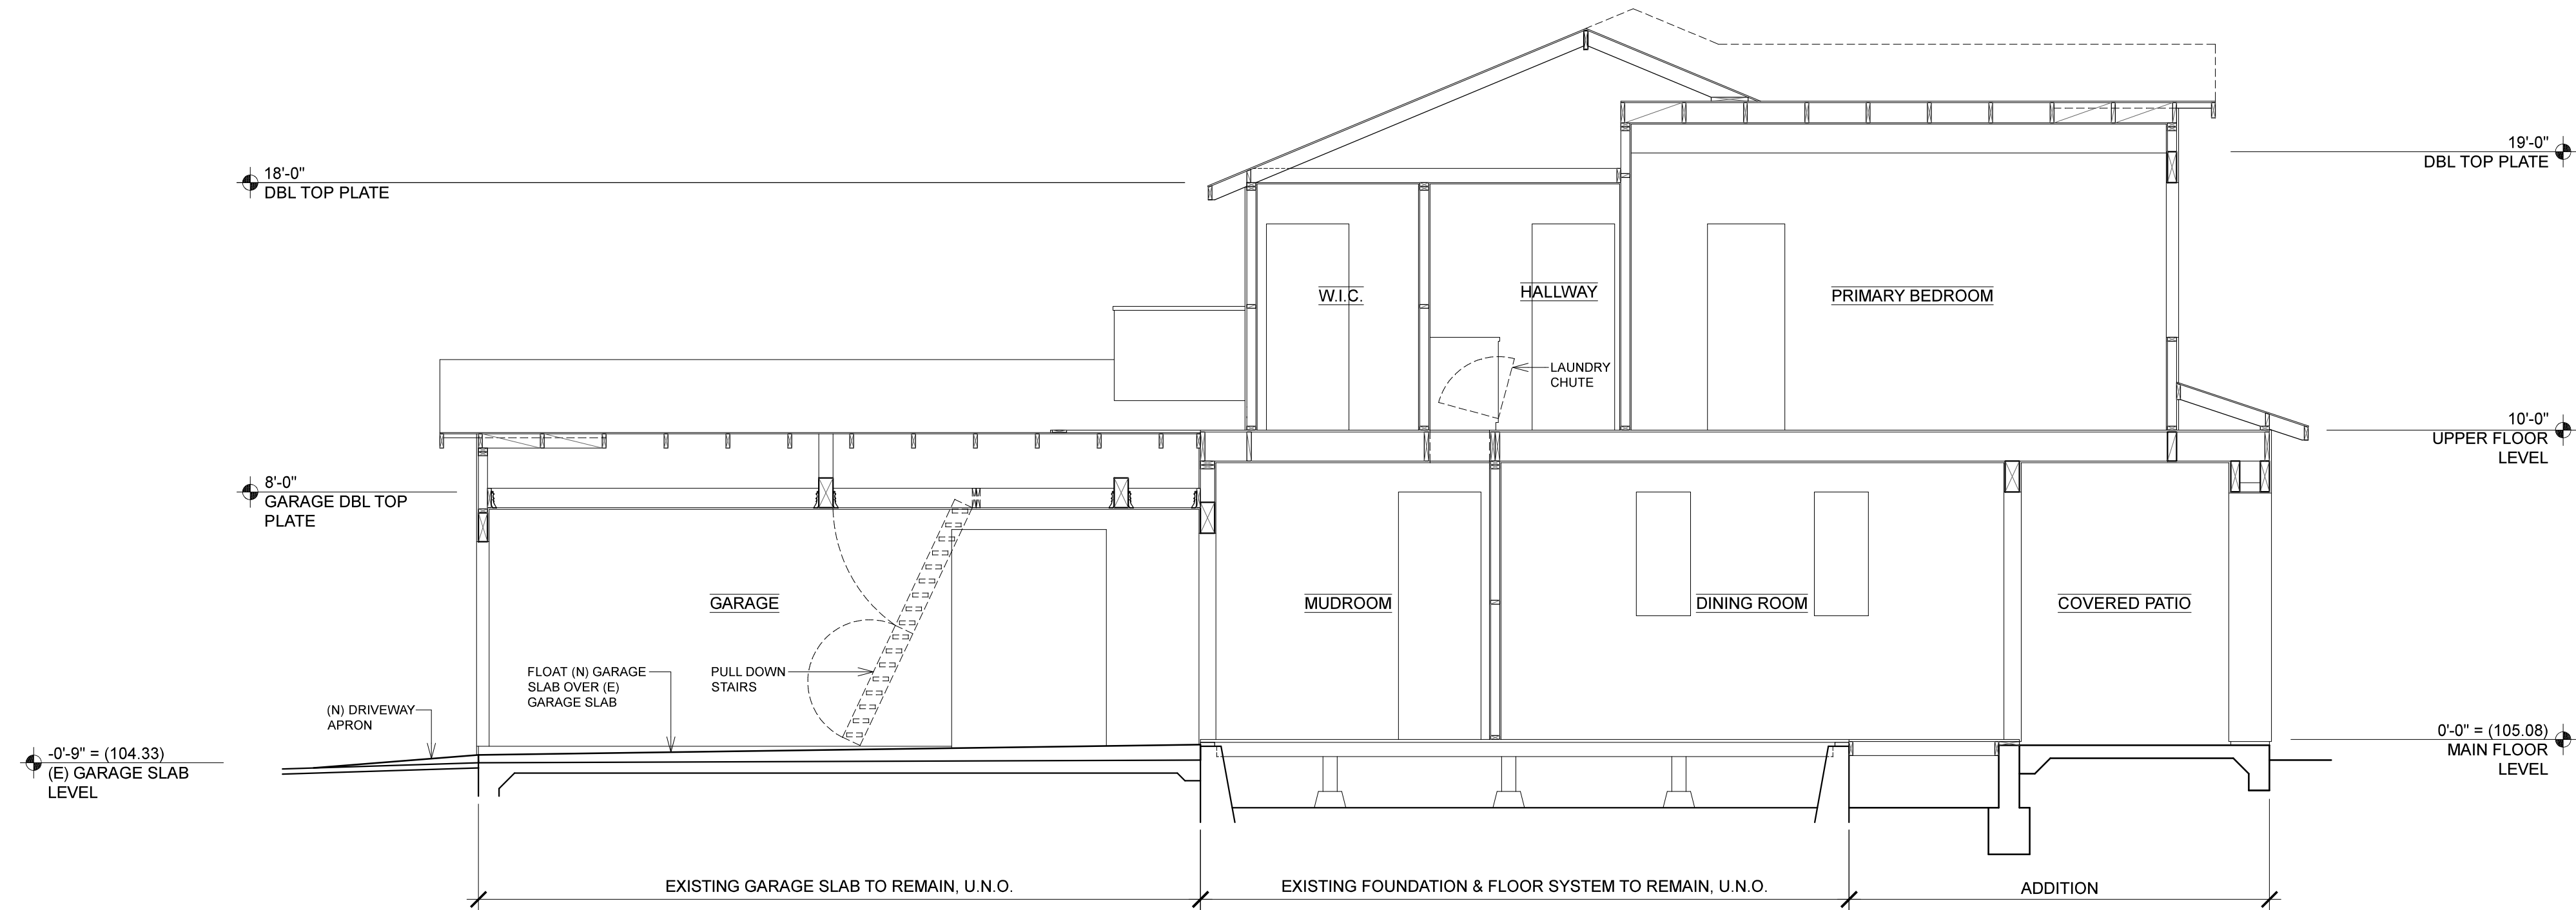 19'-0"
DBL TOP PLATE
18'-0"
DBL TOP PLATE
W.I.C.
HALLWAY
PRIMARY BEDROOM
LAUNDRY
CHUTE
10'-0"
UPPER FLOOR
LEVEL
8'-0"
GARAGE DBL TOP
PLATE
GARAGE
MUDROOM
DINING ROOM
COVERED PATIO
FLOAT (N) GARAGE
SLAB OVER (E)
GARAGE SLAB
PULL DOWN
STAIRS
(N) DRIVEWAY
APRON
-0'-9" = (104.33)
(E) GARAGE SLAB
LEVEL
0'-0" = (105.08)
MAIN FLOOR
LEVEL
EXISTING GARAGE SLAB TO REMAIN, U.N.O.
EXISTING FOUNDATION & FLOOR SYSTEM TO REMAIN, U.N.O.
ADDITION